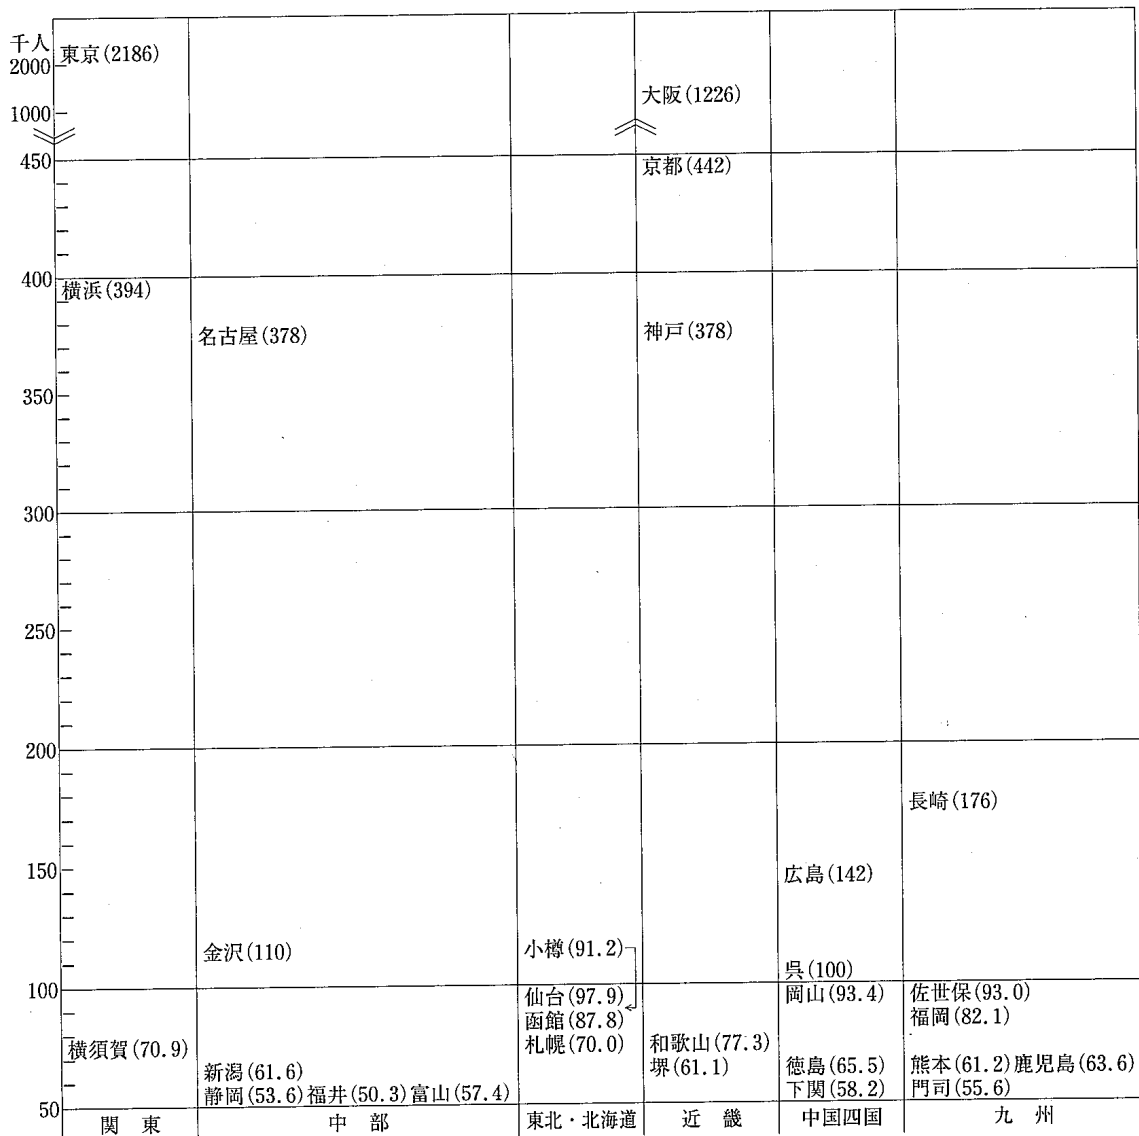 千人
東京(2186)
2000
大阪(1226)
1000
450
京都(442)
400
横浜(394)
名古屋(378)
神戸(378)
350
300
250
200
長崎(176)
150
広島(142)
金沢(110)
小樽(91.2)
呉(100)
100
仙台(97.9)
岡山(93.4)
佐世保(93.0)
函館(87.8)
福岡(82.1)
横須賀(70.9)
札幌(70.0)
和歌山(77.3)
新潟(61.6)
堺(61.1)
徳島(65.5)
熊本(61.2) 鹿児島(63.6)
静岡(53.6) 福井(50.3) 富山(57.4)
下関(58.2)
門司(55.6)
50
関東 中部 東北・北海道 近畿 中国四国 九州